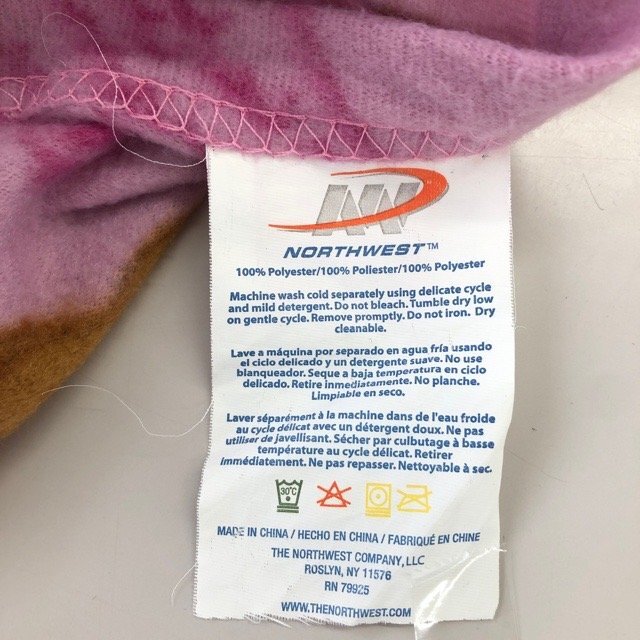 NW
NORTHWEST™
100% Polyester/100% Poliester/100% Polyester
Machine wash cold separately using delicate cycle
and mild detergent. Do not bleach. Tumble dry low
on gentle cycle. Remove promptly. Do not iron. Dry
cleanable.
Lave a máquina por separado en agua fría usando
el ciclo delicado y un detergente suave. No use
blanqueador. Seque a baja temperatura en ciclo
delicado. Retire inmediatamente. No planche.
Limpiable en seco.
Laver séparément à la machine dans de l'eau froide
au cycle délicat avec un détergent doux. Ne pas
utiliser de javellisant. Sécher par culbutage à basse
température au cycle délicat. Retirer
immédiatement. Ne pas repasser. Nettoyable à sec.
30°C
MADE IN CHINA / HECHO EN CHINA / FABRIQUÉ EN CHINE
THE NORTHWEST COMPANY, LLC
ROSLYN, NY 11576
RN 79925
WWW.THENORTHWEST.COM